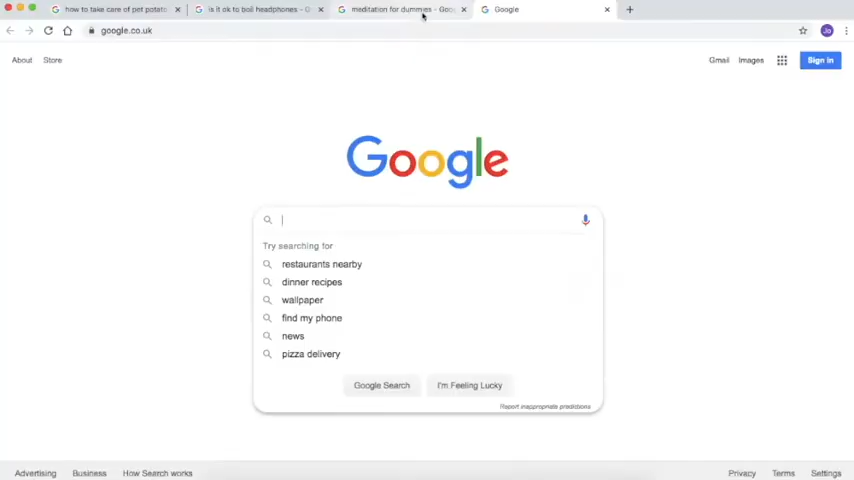 how to take care of pet potato
is it ok to boil headphones - G
meditation for dummies - Goo
Google
google.co.uk
Jo
About
Store
Gmail
Images
Sign in
Google
Try searching for
restaurants nearby
dinner recipes
wallpaper
find my phone
news
pizza delivery
Google Search
I'm Feeling Lucky
Report inappropriate predictions
Advertising
Business
How Search works
Privacy
Terms
Settings